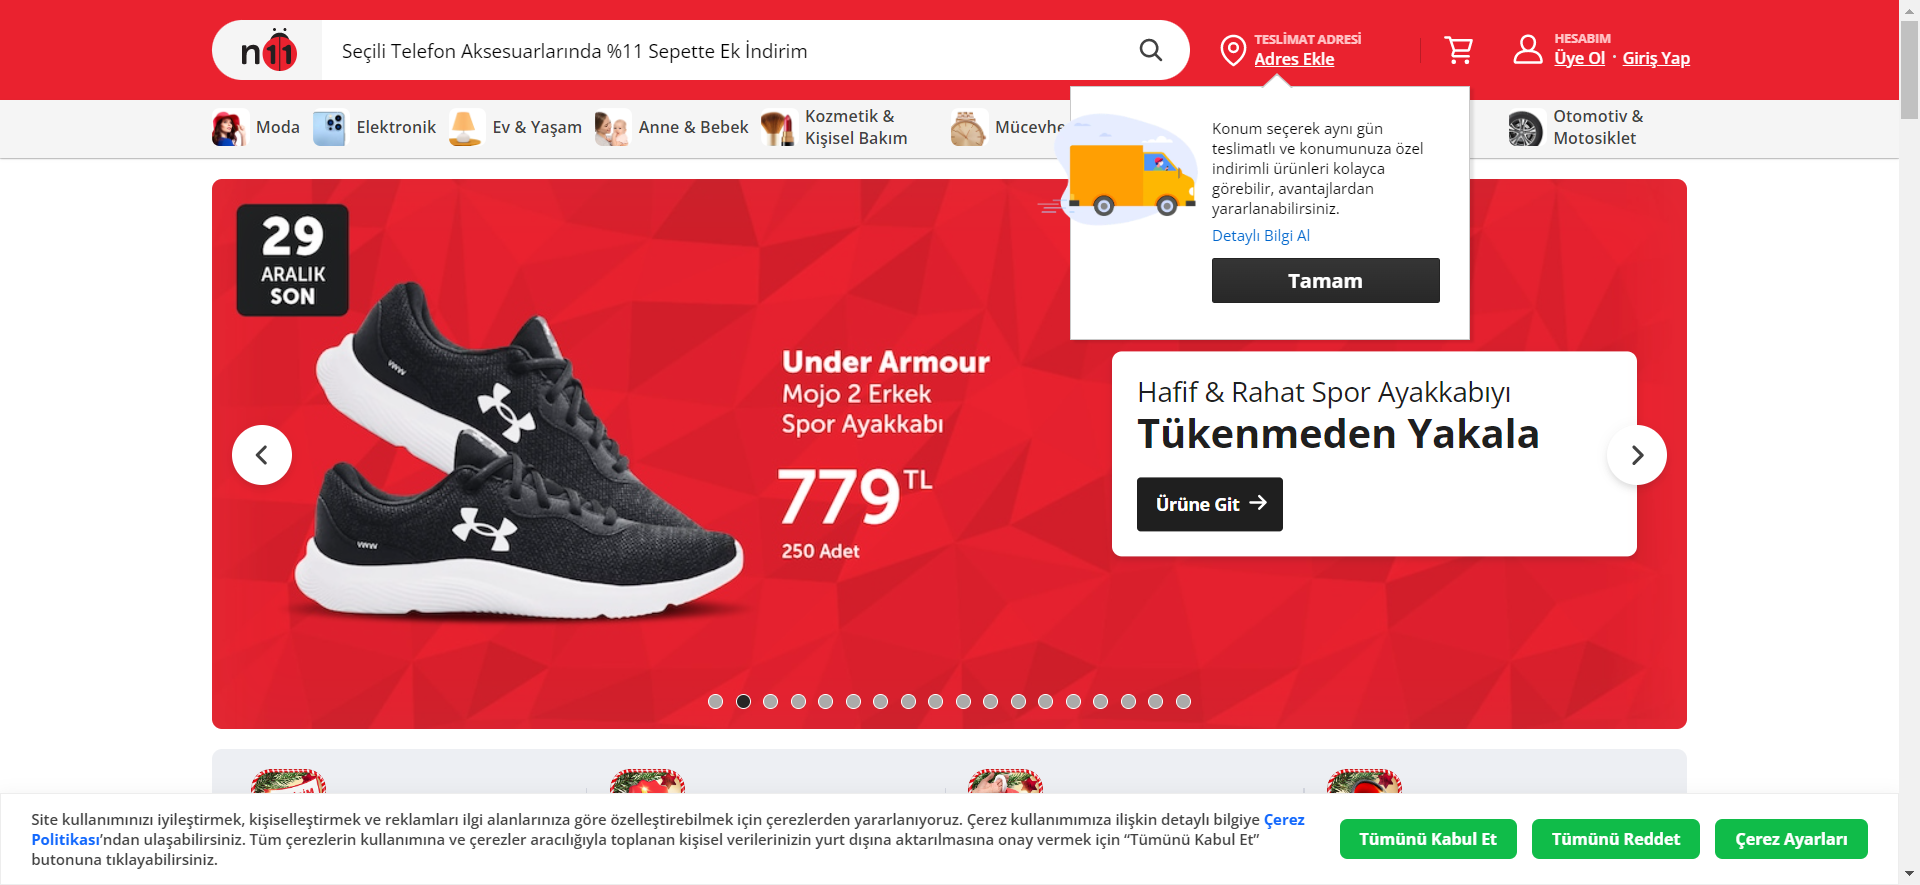 n11
Seçili Telefon Aksesuarlarında %11 Sepette Ek İndirim
TESLİMAT ADRESİ
Adres Ekle
HESABIM
Üye Ol · Giriş Yap
Moda
Elektronik
Ev & Yaşam
Anne & Bebek
Kozmetik &
Kişisel Bakım
Mücevhe
Otomotiv &
Motosiklet
Konum seçerek aynı gün
teslimatlı ve konumunuza özel
indirimli ürünleri kolayca
görebilir, avantajlardan
yararlanabilirsiniz.
Detaylı Bilgi Al
Tamam
29
ARALIK
SON
Under Armour
Mojo 2 Erkek
Spor Ayakkabı
779 TL
250 Adet
Hafif & Rahat Spor Ayakkabıyı
Tükenmeden Yakala
Ürüne Git
Site kullanımınızı iyileştirmek, kişiselleştirmek ve reklamları ilgi alanlarınıza göre özelleştirebilmek için çerezlerden yararlanıyoruz. Çerez kullanımımıza ilişkin detaylı bilgiye Çerez
Politikası’ndan ulaşabilirsiniz. Tüm çerezlerin kullanımına ve çerezler aracılığıyla toplanan kişisel verilerinizin yurt dışına aktarılmasına onay vermek için “Tümünü Kabul Et”
butonuna tıklayabilirsiniz.
Tümünü Kabul Et
Tümünü Reddet
Çerez Ayarları